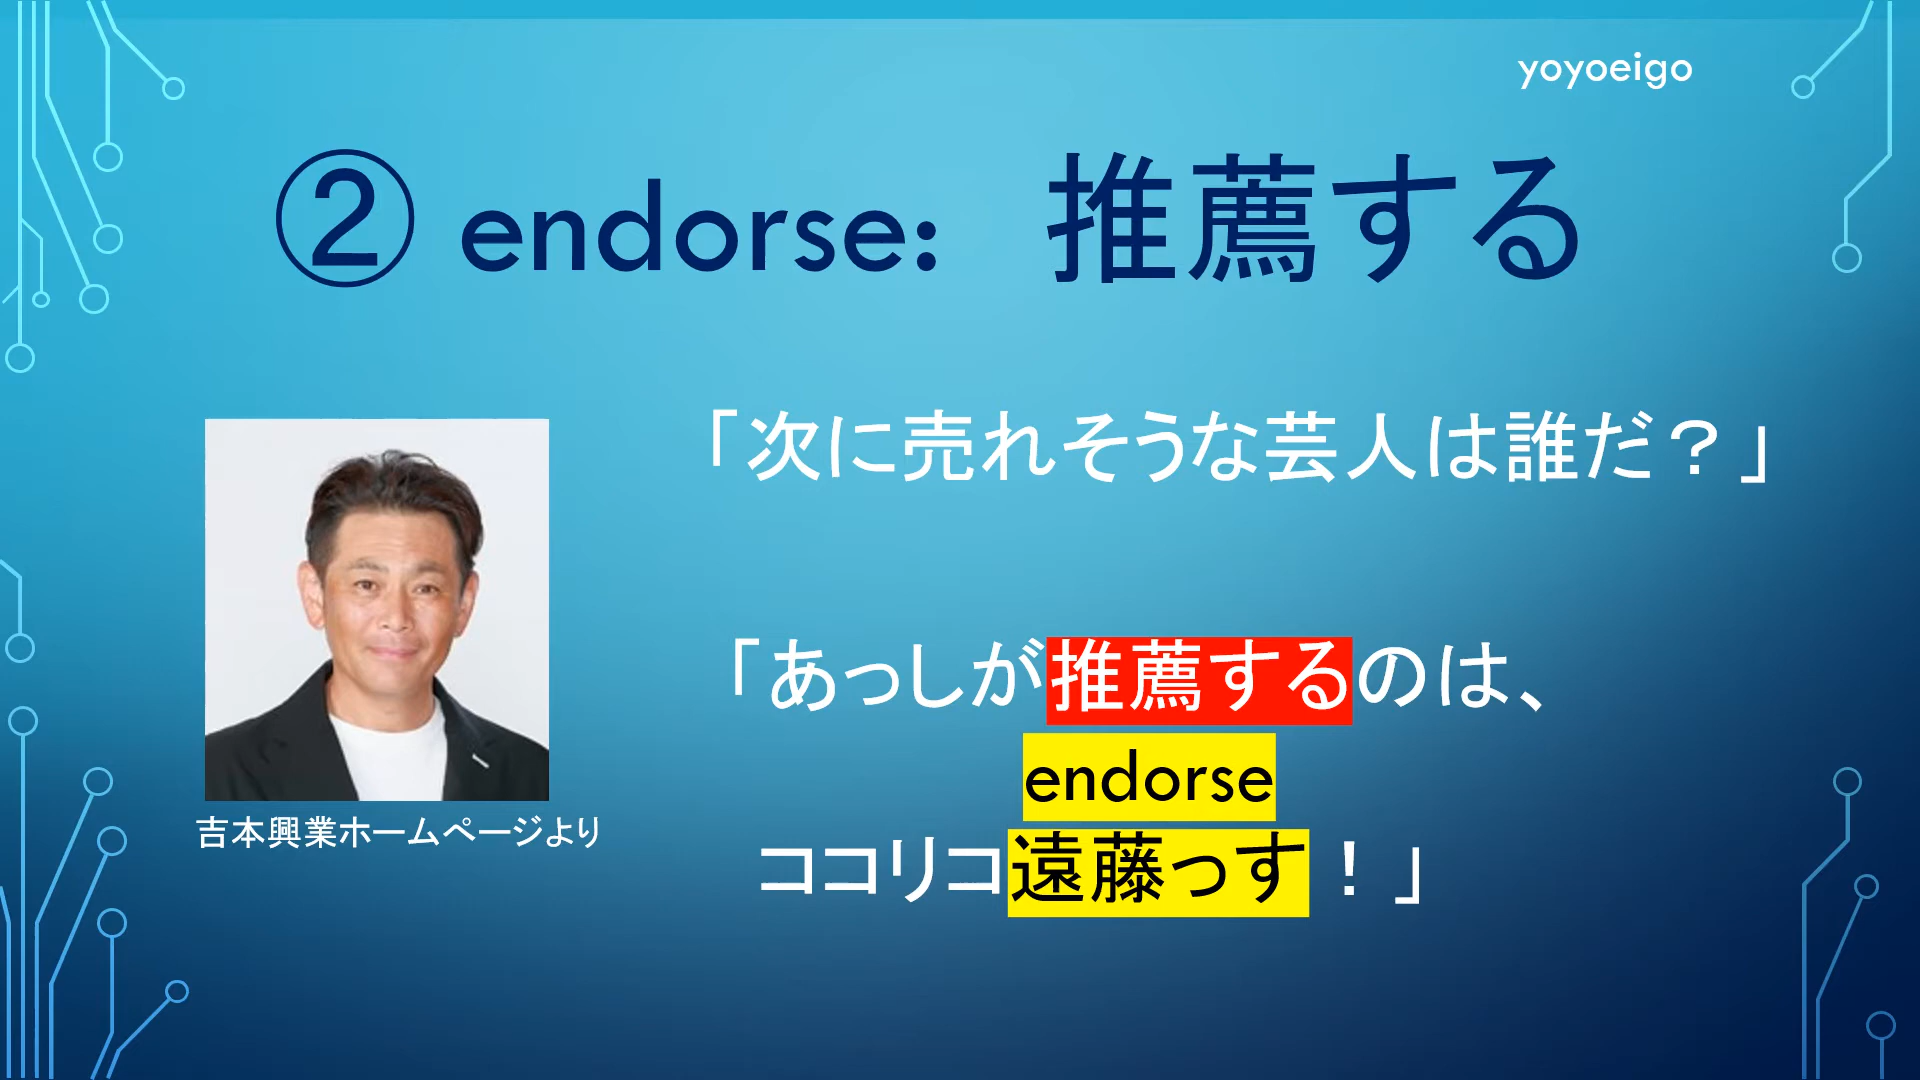 yoyoeigo
② endorse:　推薦する
「次に売れそうな芸人は誰だ？」
「あっしが推薦するのは、
endorse
ココリコ遠藤っす！」
吉本興業ホームページより